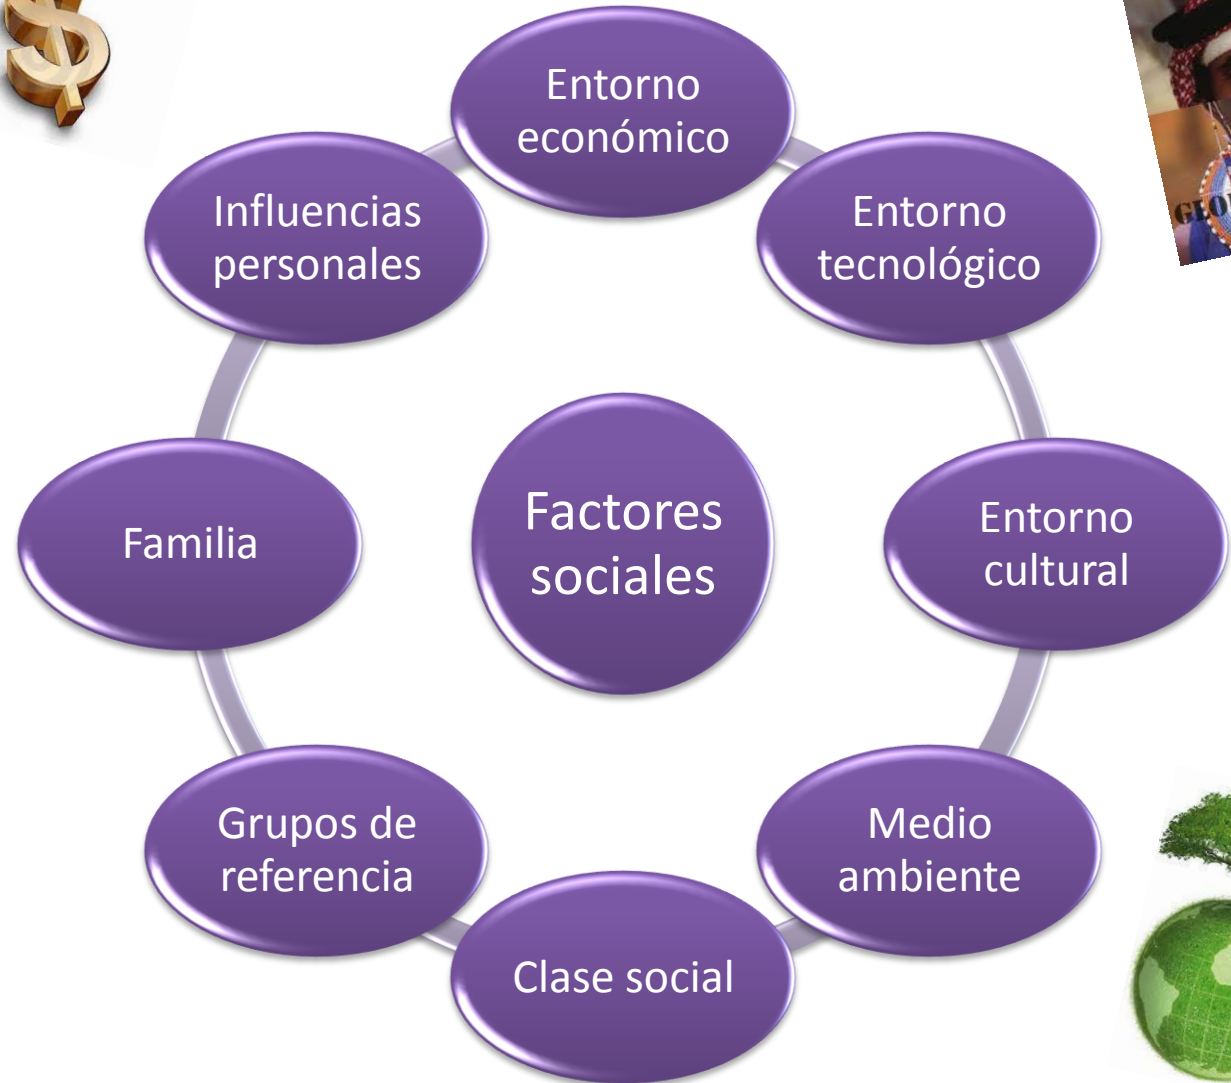 Entorno
económico
Entorno
tecnológico
Entorno
cultural
Medio
ambiente
Clase social
Grupos de
referencia
Familia
Influencias
personales
Factores
sociales